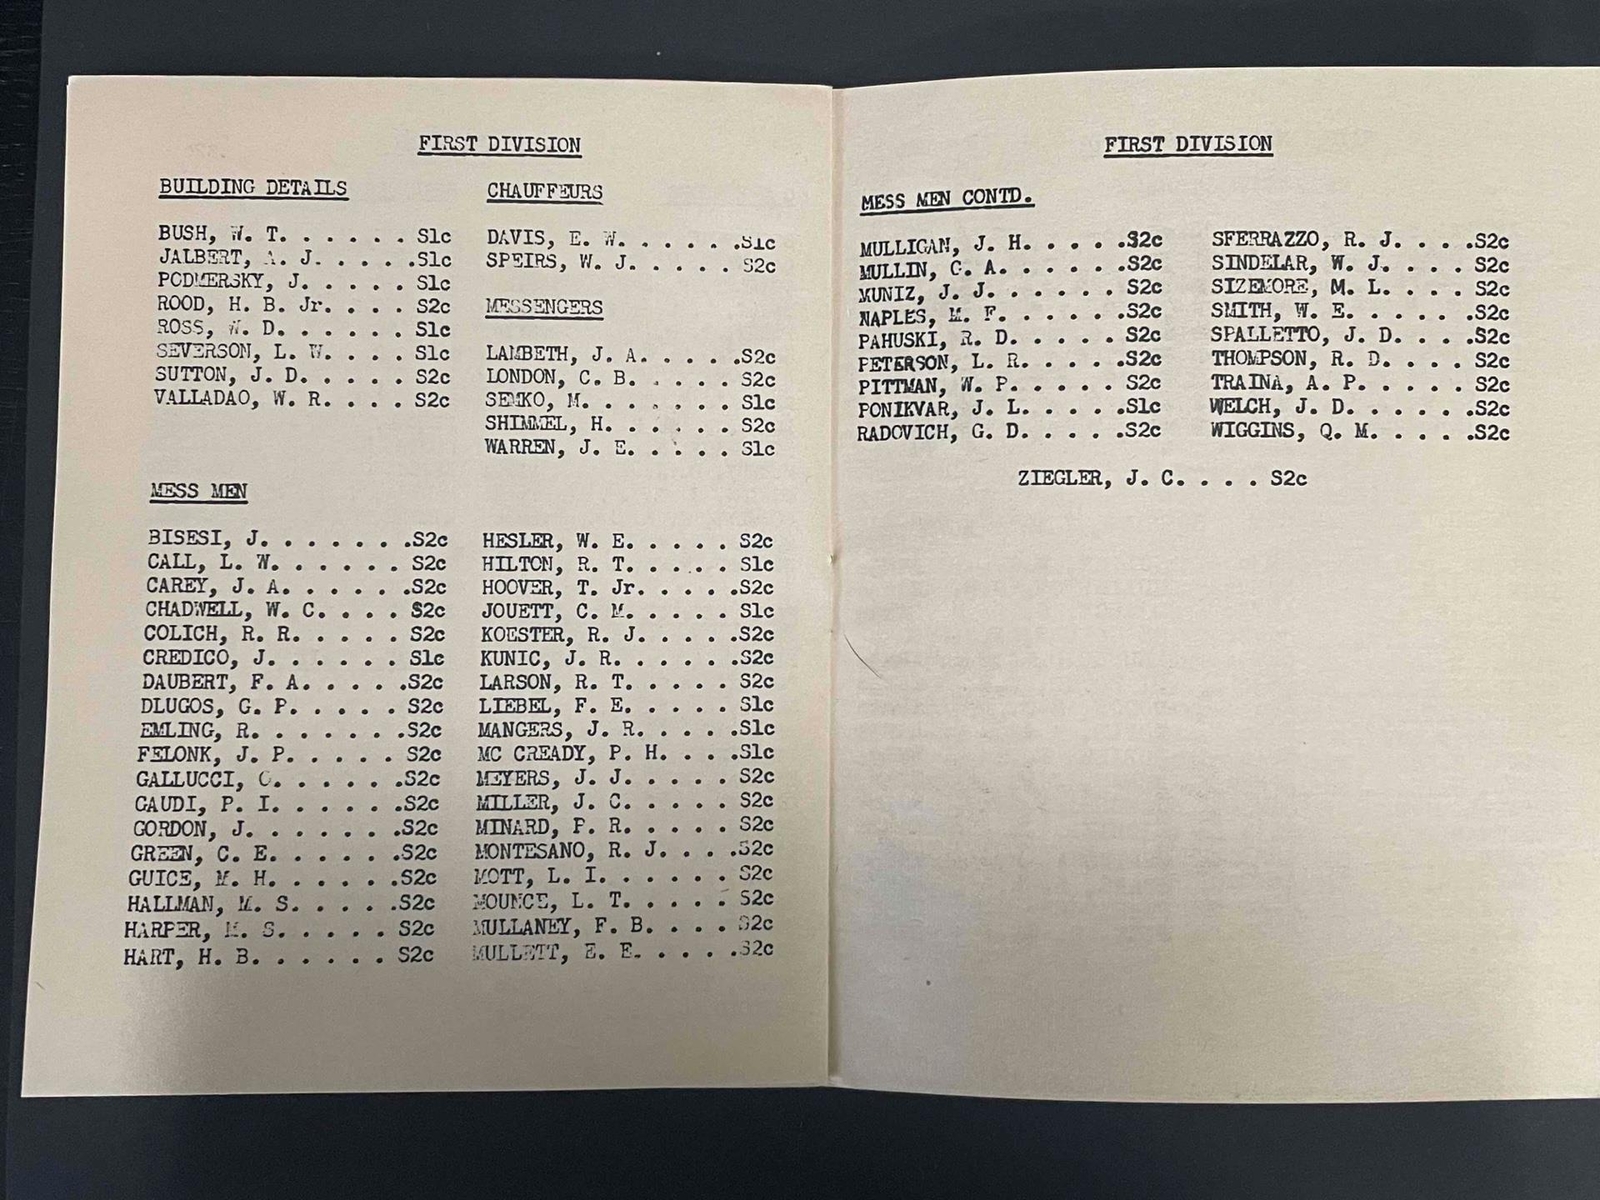 FIRST DIVISION
BUILDING DETAILS
BUSH, W. T. . . . . . . S1c
JALBERT, A. J. . . . . .S1c
PODMERSKY, J. . . . . . S1c
ROOD, H. B. Jr. . . . . S2c
ROSS, W. D. . . . . . . S1c
SEVERSON, L. W. . . . . S1c
SUTTON, J. D. . . . . . S2c
VALLADAO, W. R. . . . . S2c
CHAUFFEURS
DAVIS, E. W. . . . . . .S1c
SPEIRS, W. J. . . . . . S2c
MESSENGERS
LAMBETH, J. A. . . . . .S2c
LONDON, C. B. . . . . . S2c
SEMKO, M. . . . . . . . S1c
SHIMMEL, H. . . . . . . S2c
WARREN, J. E. . . . . . S1c
MESS MEN
BISESI, J. . . . . . . .S2c
CALL, L. W. . . . . . . S2c
CAREY, J. A. . . . . . .S2c
CHADWELL, W. C. . . . . S2c
COLICH, R. R. . . . . . S2c
CREDICO, J. . . . . . . S1c
DAUBERT, F. A. . . . . .S2c
DLUGOS, G. P. . . . . . S2c
EMLING, R. . . . . . . .S2c
FELONK, J. P. . . . . . S2c
GALLUCCI, C. . . . . . .S2c
GAUDI, P. I. . . . . . .S2c
GORDON, J. . . . . . . .S2c
GREEN, C. E. . . . . . .S2c
GUICE, M. H. . . . . . .S2c
HALLMAN, M. S. . . . . .S2c
HARPER, M. S. . . . . . S2c
HART, H. B. . . . . . . S2c
HESLER, W. E. . . . . . S2c
HILTON, R. T. . . . . . S1c
HOOVER, T. Jr. . . . . .S2c
JOUETT, C. M. . . . . . S1c
KOESTER, R. J. . . . . .S2c
KUNIC, J. R. . . . . . .S2c
LARSON, R. T. . . . . . S2c
LIEBEL, F. E. . . . . . S1c
MANGERS, J. R. . . . . .S1c
MC CREADY, P. H. . . . .S1c
MEYERS, J. J. . . . . . S2c
MILLER, J. C. . . . . . S2c
MINARD, P. R. . . . . . S2c
MONTESANO, R. J. . . . .S2c
MOTT, L. I. . . . . . . S2c
MOUNCE, L. T. . . . . . S2c
MULLANEY, F. B. . . . . S2c
MULLETT, E. E. . . . . .S2c
FIRST DIVISION
MESS MEN CONTD.
MULLIGAN, J. H. . . . .S2c
MULLIN, C. A. . . . . .S2c
MUNIZ, J. J. . . . . . S2c
NAPLES, M. F. . . . . .S2c
PAHUSKI, R. D. . . . . S2c
PETERSON, L. R. . . . .S2c
PITTMAN, W. P. . . . . S2c
PONIKVAR, J. L. . . . .S1c
RADOVICH, G. D. . . . .S2c
SFERRAZZO, R. J. . . . .S2c
SINDELAR, W. J. . . . . S2c
SIZEMORE, M. L. . . . . S2c
SMITH, W. E. . . . . . .S2c
SPALLETTO, J. D. . . . .S2c
THOMPSON, R. D. . . . . S2c
TRAINA, A. P. . . . . . S2c
WELCH, J. D. . . . . . .S2c
WIGGINS, Q. M. . . . . .S2c
ZIEGLER, J. C. . . . S2c